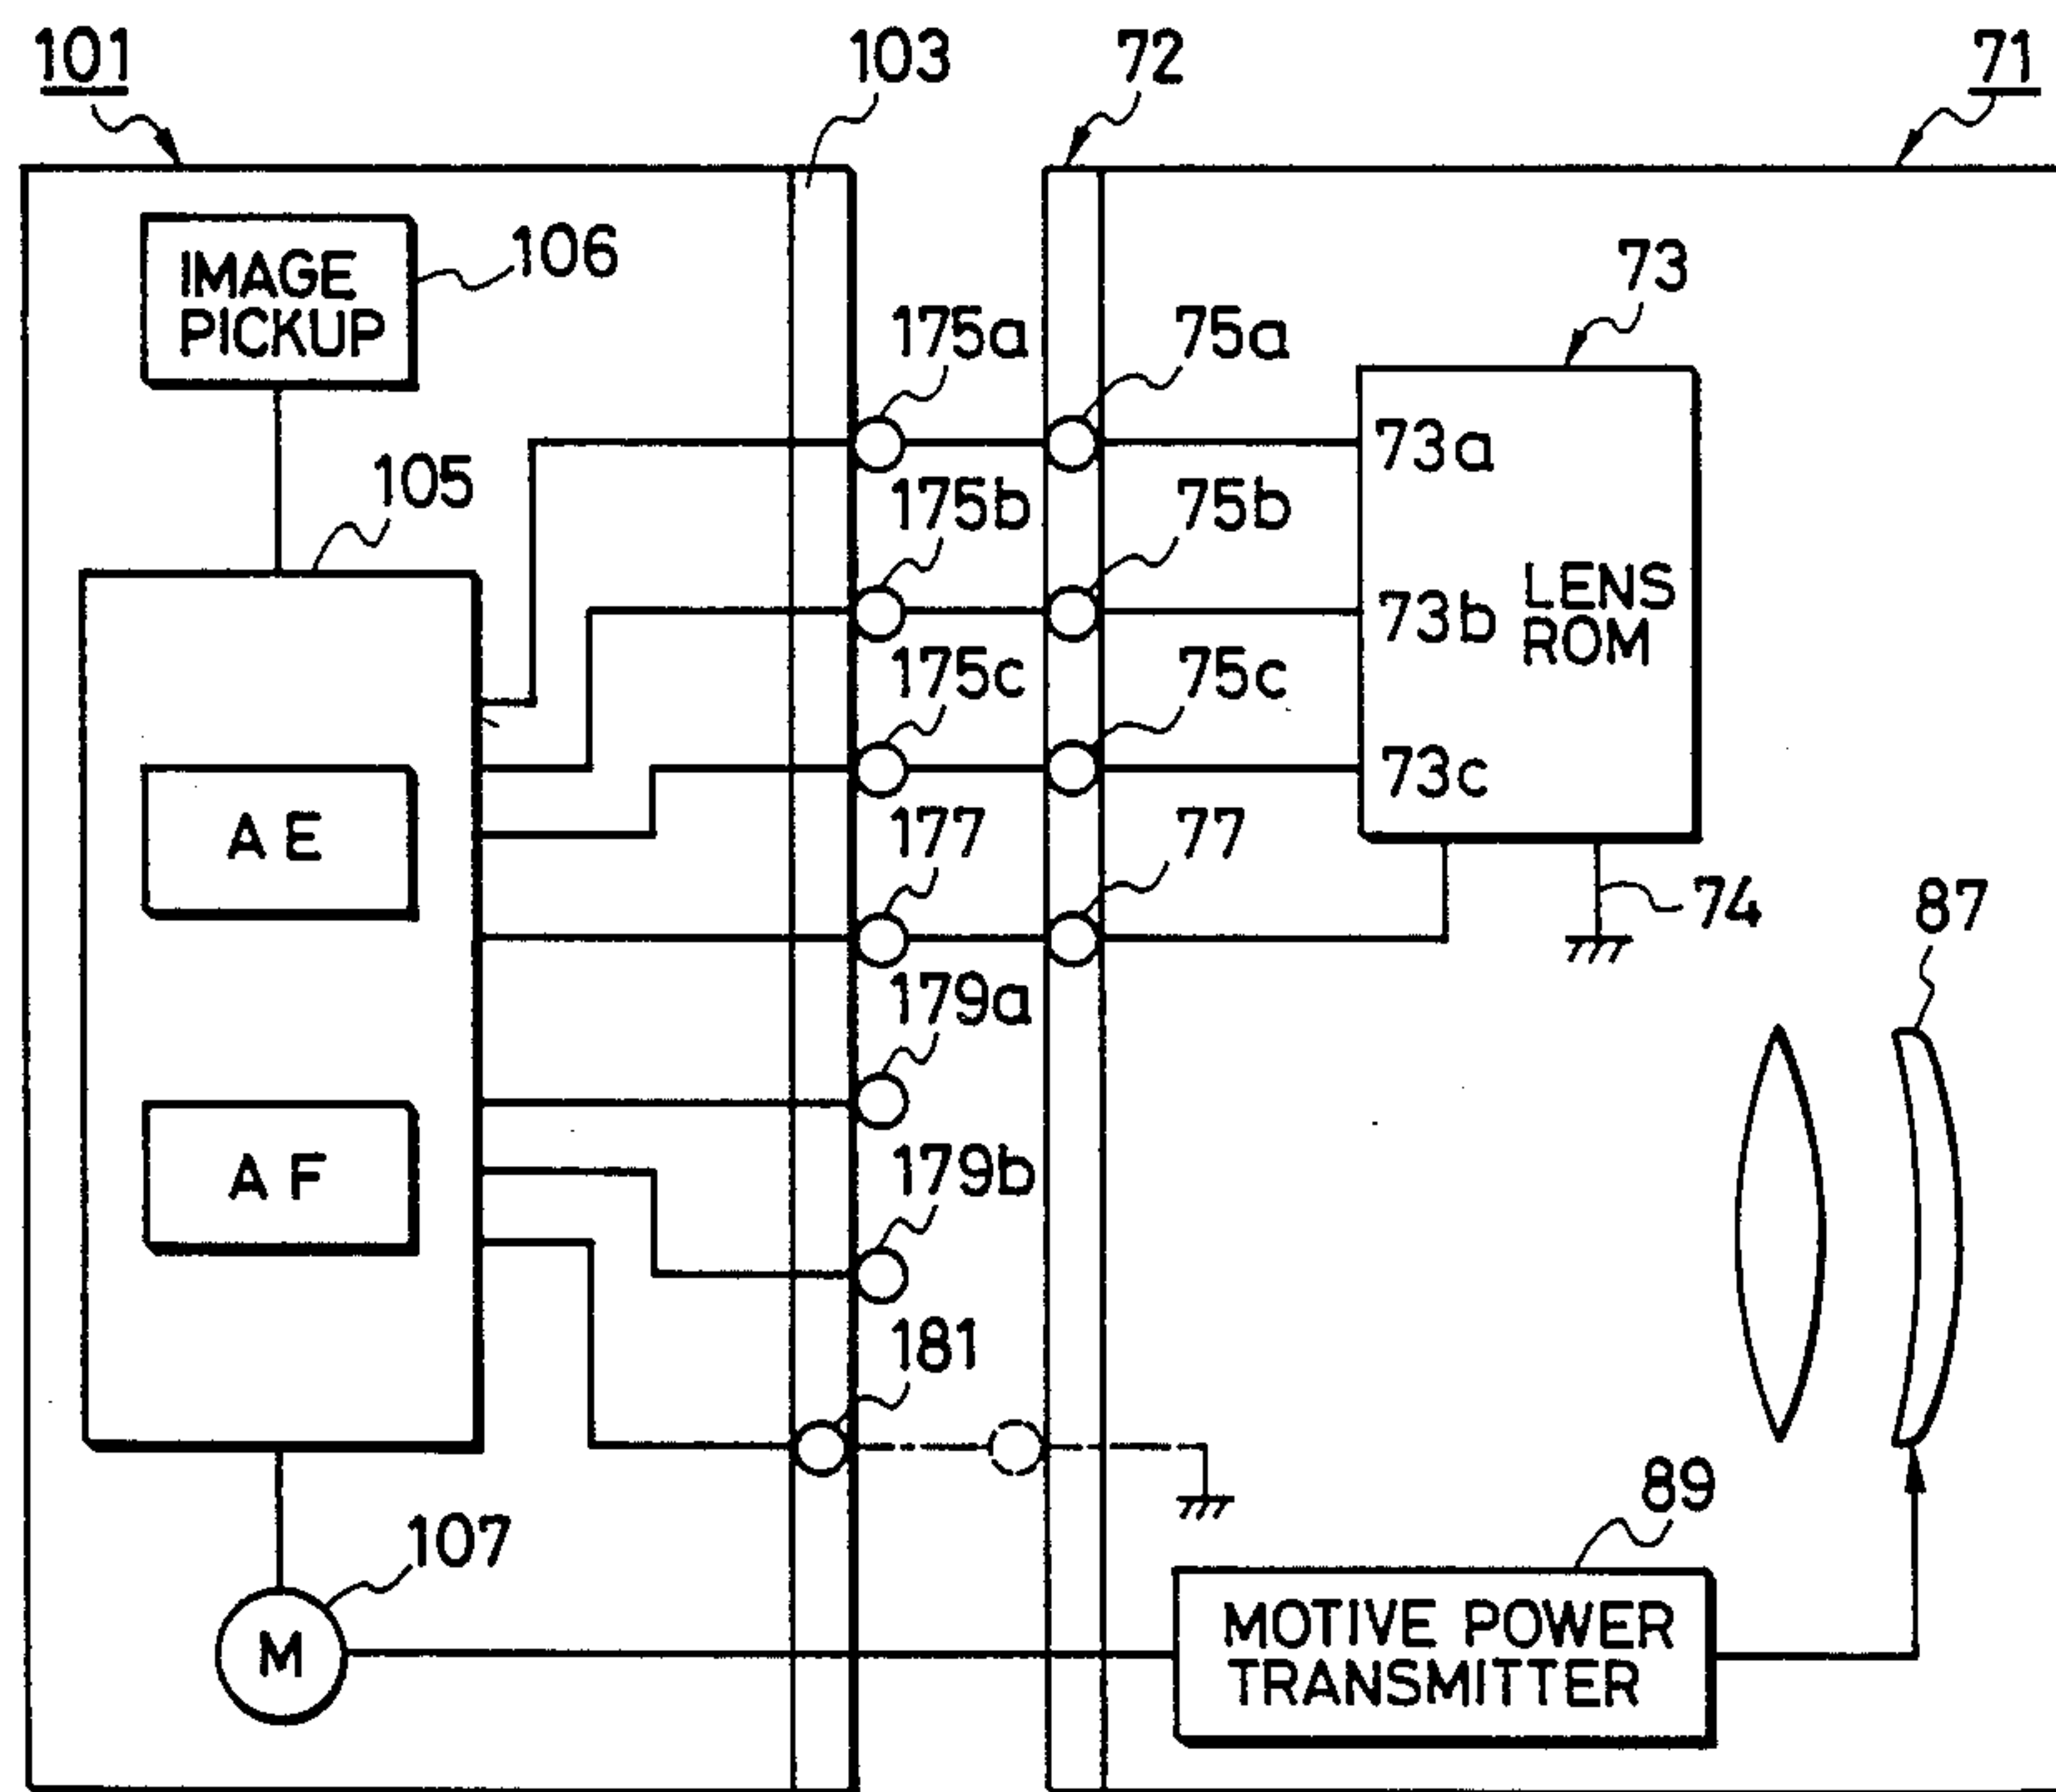 101
103
72
71
IMAGE
PICKUP
106
73
175a
75a
73a
105
175b
75b
73b
LENS
ROM
175c
75c
73c
AE
177
77
74
87
179a
AF
179b
181
89
107
M
MOTIVE POWER
TRANSMITTER